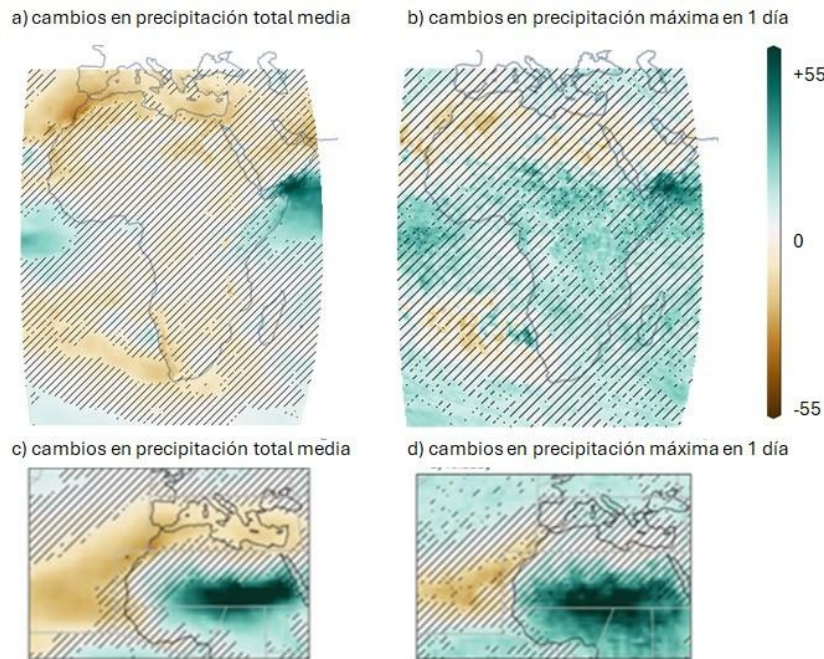 a) cambios en precipitación total media
b) cambios en precipitación máxima en 1 día
+55
0
-55
c) cambios en precipitación total media
d) cambios en precipitación máxima en 1 día